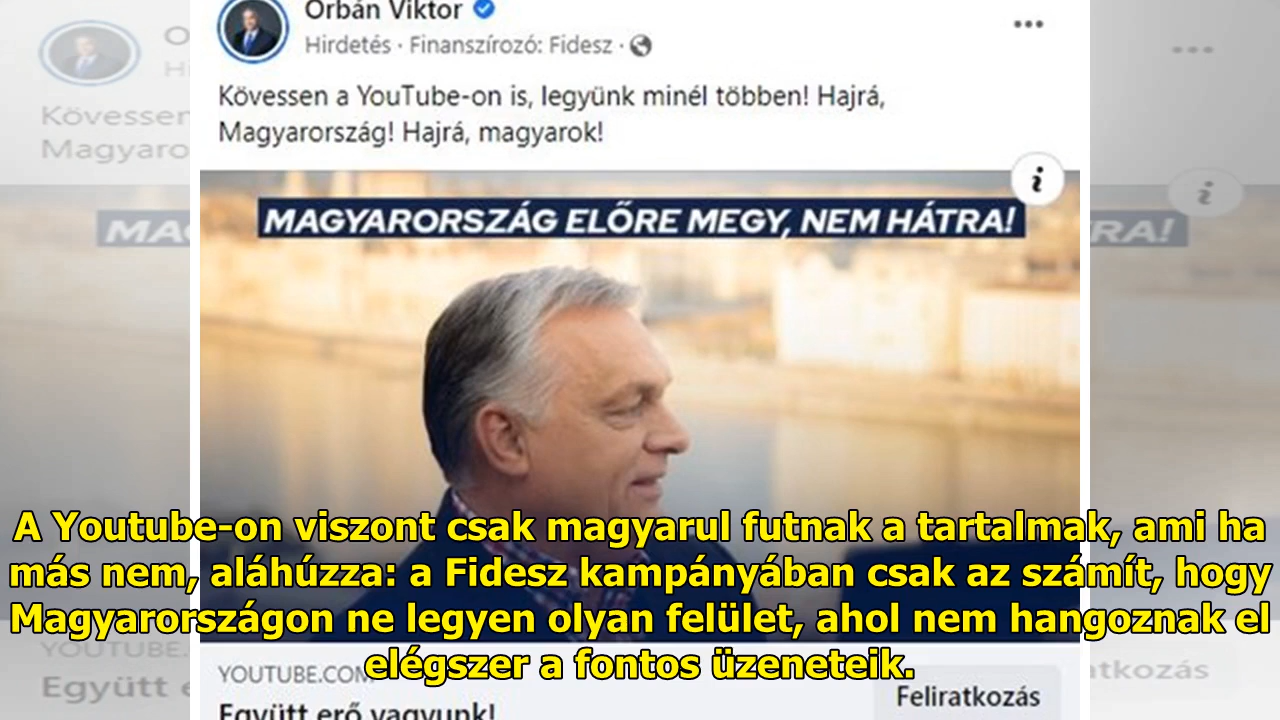 Orbán Viktor
Hirdetés · Finanszírozó: Fidesz ·
Kövessen a YouTube-on is, legyünk minél többen! Hajrá,
Magyarország! Hajrá, magyarok!
MAGYARORSZÁG ELŐRE MEGY, NEM HÁTRA!
A Youtube-on viszont csak magyarul futnak a tartalmak, ami ha
más nem, aláhúzza: a Fidesz kampányában csak az számít, hogy
Magyarországon ne legyen olyan felület, ahol nem hangoznak el
elégszer a fontos üzeneteik.
YOUTUBE.COM
Együtt erő vagyunk!
Feliratkozás